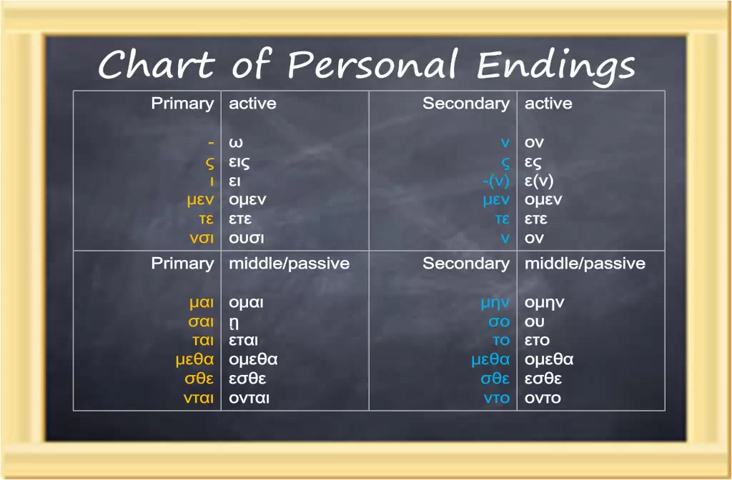 Chart of Personal Endings
Primary active Secondary active
- ω ν ον
ς εις ς ες
ι ει -(ν) ε(ν)
μεν ομεν μεν ομεν
τε ετε τε ετε
νσι ουσι ν ον
Primary middle/passive Secondary middle/passive
μαι ομαι μην ομην
σαι ῃ σο ου
ται εται το ετο
μεθα ομεθα μεθα ομεθα
σθε εσθε σθε εσθε
νται ονται ντο οντο